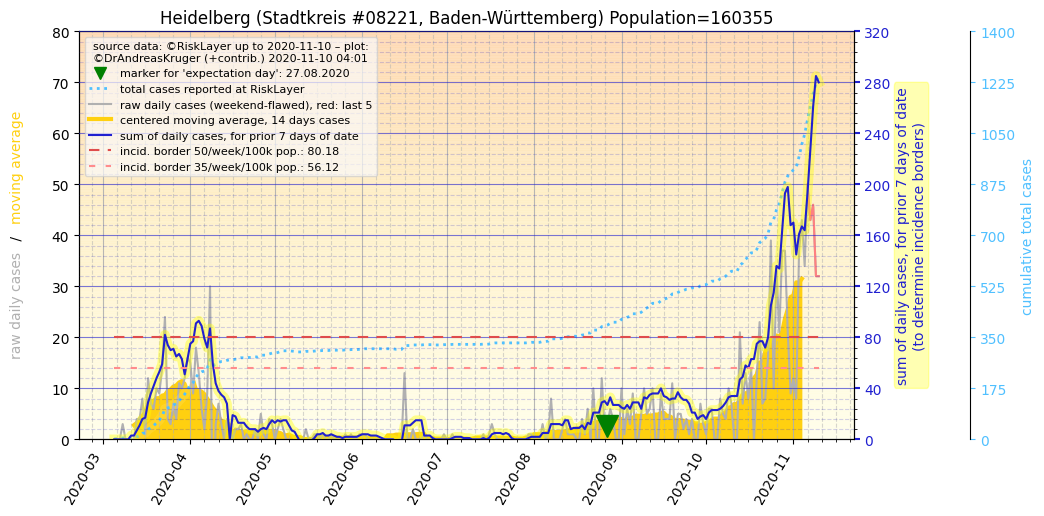 Heidelberg (Stadtkreis #08221, Baden-Württemberg) Population=160355
source data: ©RiskLayer up to 2020-11-10 – plot:
©DrAndreasKruger (+contrib.) 2020-11-10 04:01
marker for 'expectation day': 27.08.2020
total cases reported at RiskLayer
raw daily cases (weekend-flawed), red: last 5
centered moving average, 14 days cases
sum of daily cases, for prior 7 days of date
incid. border 50/week/100k pop.: 80.18
incid. border 35/week/100k pop.: 56.12
raw daily cases / moving average
80
70
60
50
40
30
20
10
0
2020-03
2020-04
2020-05
2020-06
2020-07
2020-08
2020-09
2020-10
2020-11
320
280
240
200
160
120
80
40
0
sum of daily cases, for prior 7 days of date
(to determine incidence borders)
1400
1225
1050
875
700
525
350
175
0
cumulative total cases